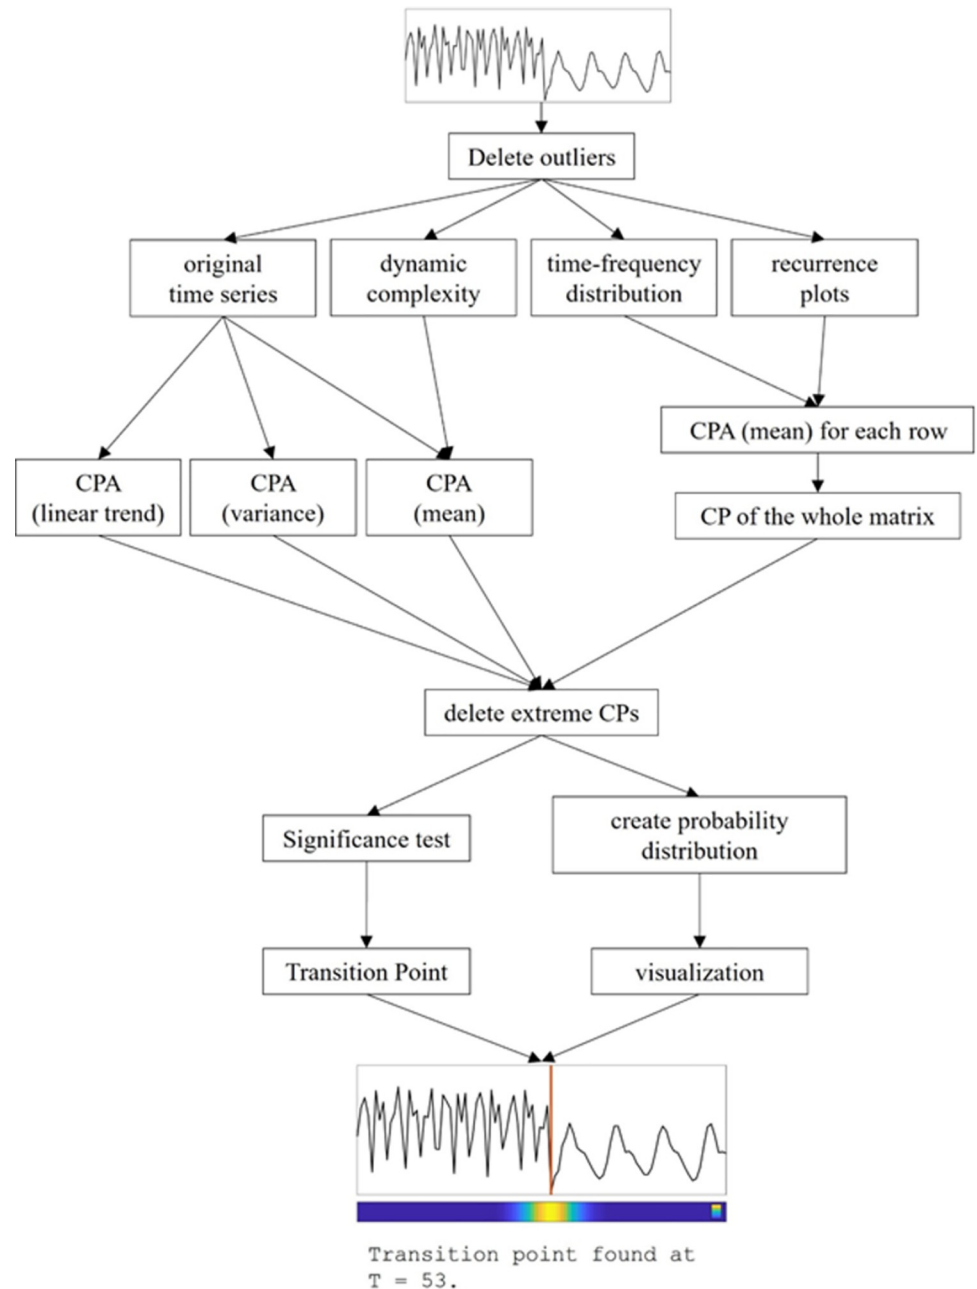 Delete outliers
original
time series
dynamic
complexity
time-frequency
distribution
recurrence
plots
CPA (mean) for each row
CPA
(linear trend)
CPA
(variance)
CPA
(mean)
CP of the whole matrix
delete extreme CPs
Significance test
create probability
distribution
Transition Point
visualization
Transition point found at
T = 53.